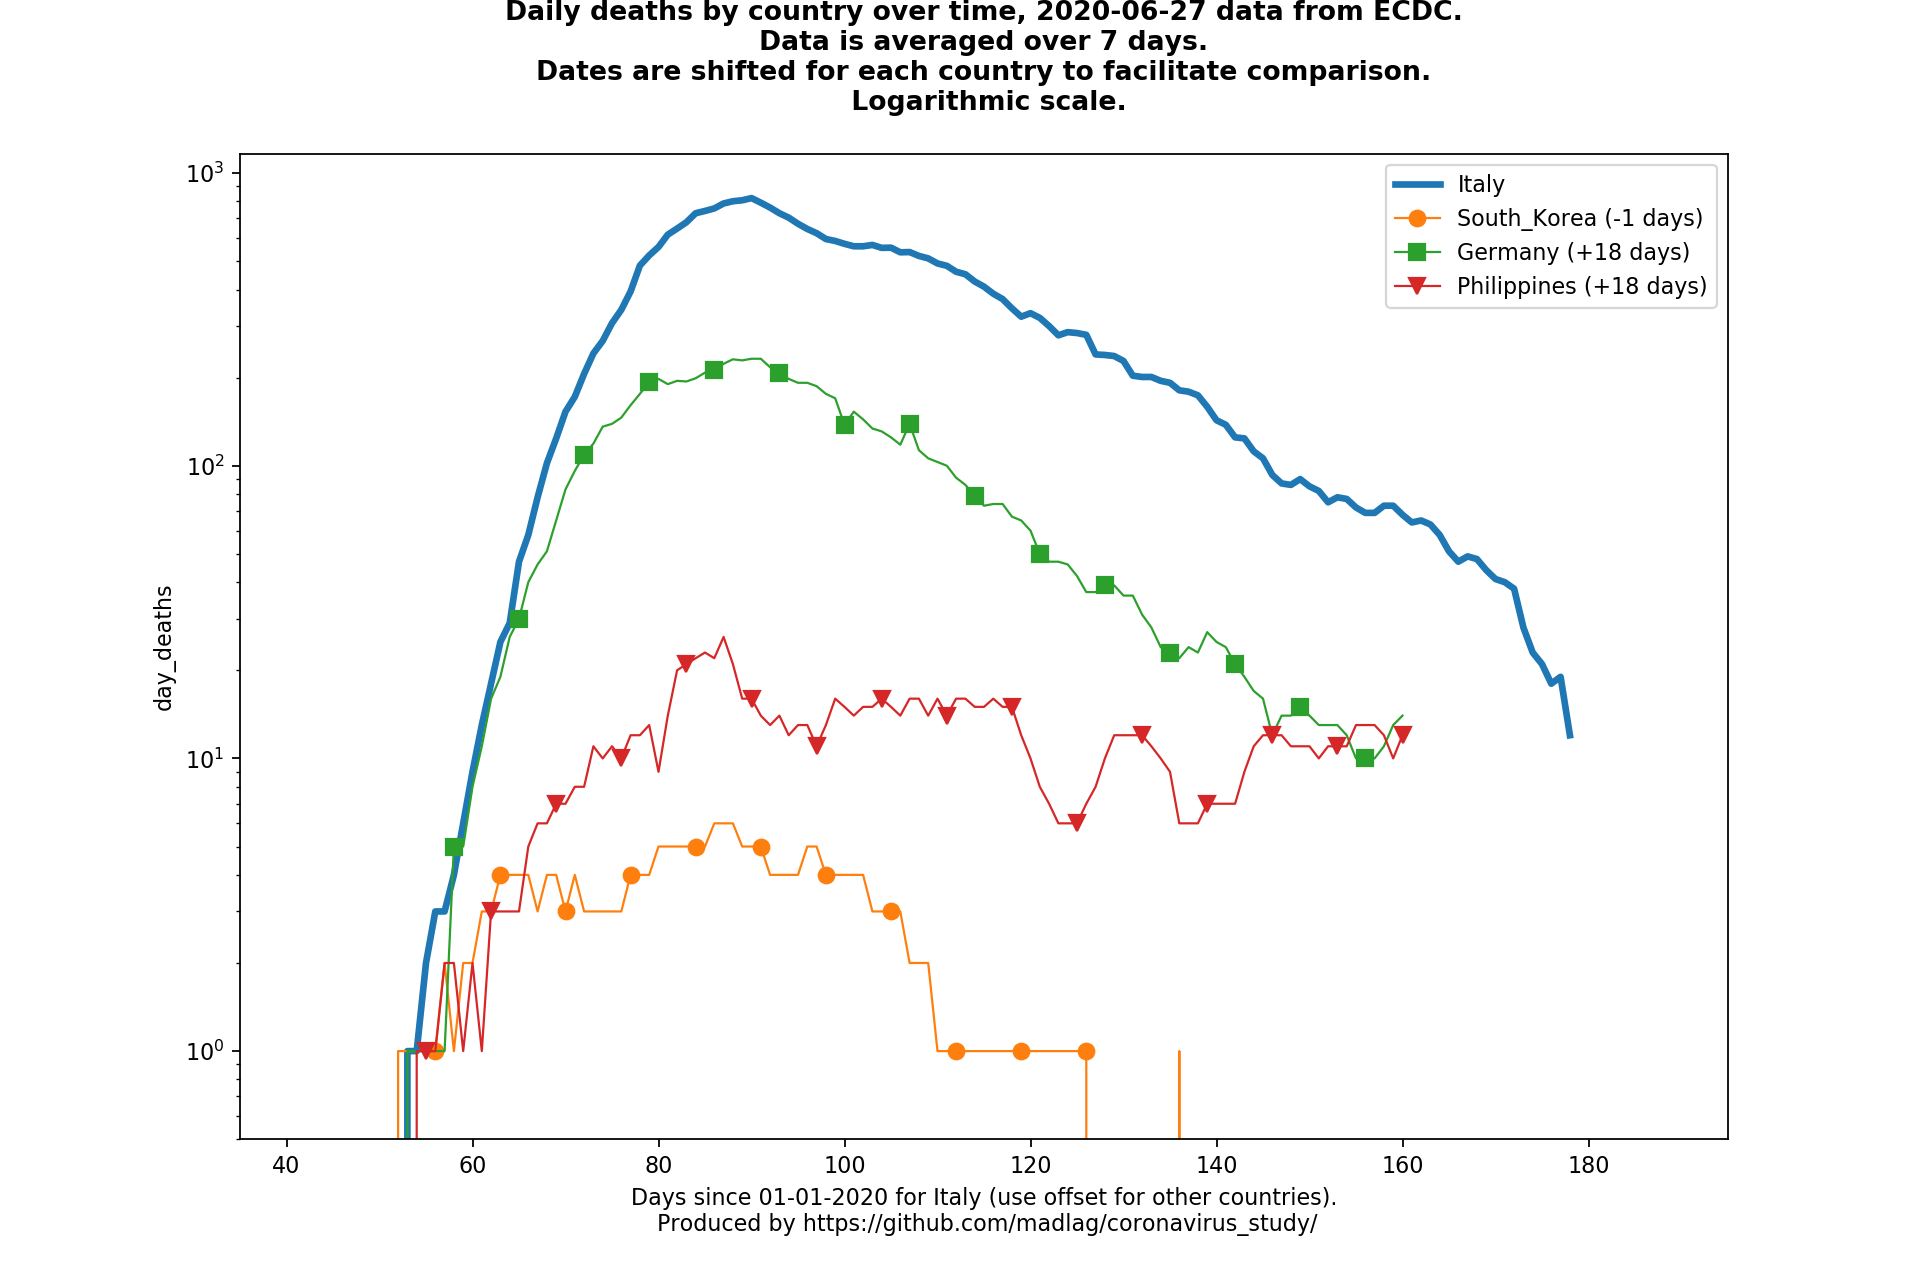 Daily deaths by country over time, 2020-06-27 data from ECDC.
Data is averaged over 7 days.
Dates are shifted for each country to facilitate comparison.
Logarithmic scale.
10³
10²
10¹
10⁰
day_deaths
Italy
South_Korea (-1 days)
Germany (+18 days)
Philippines (+18 days)
40 60 80 100 120 140 160 180
Days since 01-01-2020 for Italy (use offset for other countries).
Produced by https://github.com/madlag/coronavirus_study/